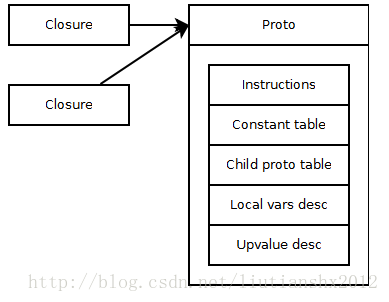 Closure
Proto
Closure
Instructions
Constant table
Child proto table
Local vars desc
Upvalue desc
http://blog.csdn.net/liutianshx2012